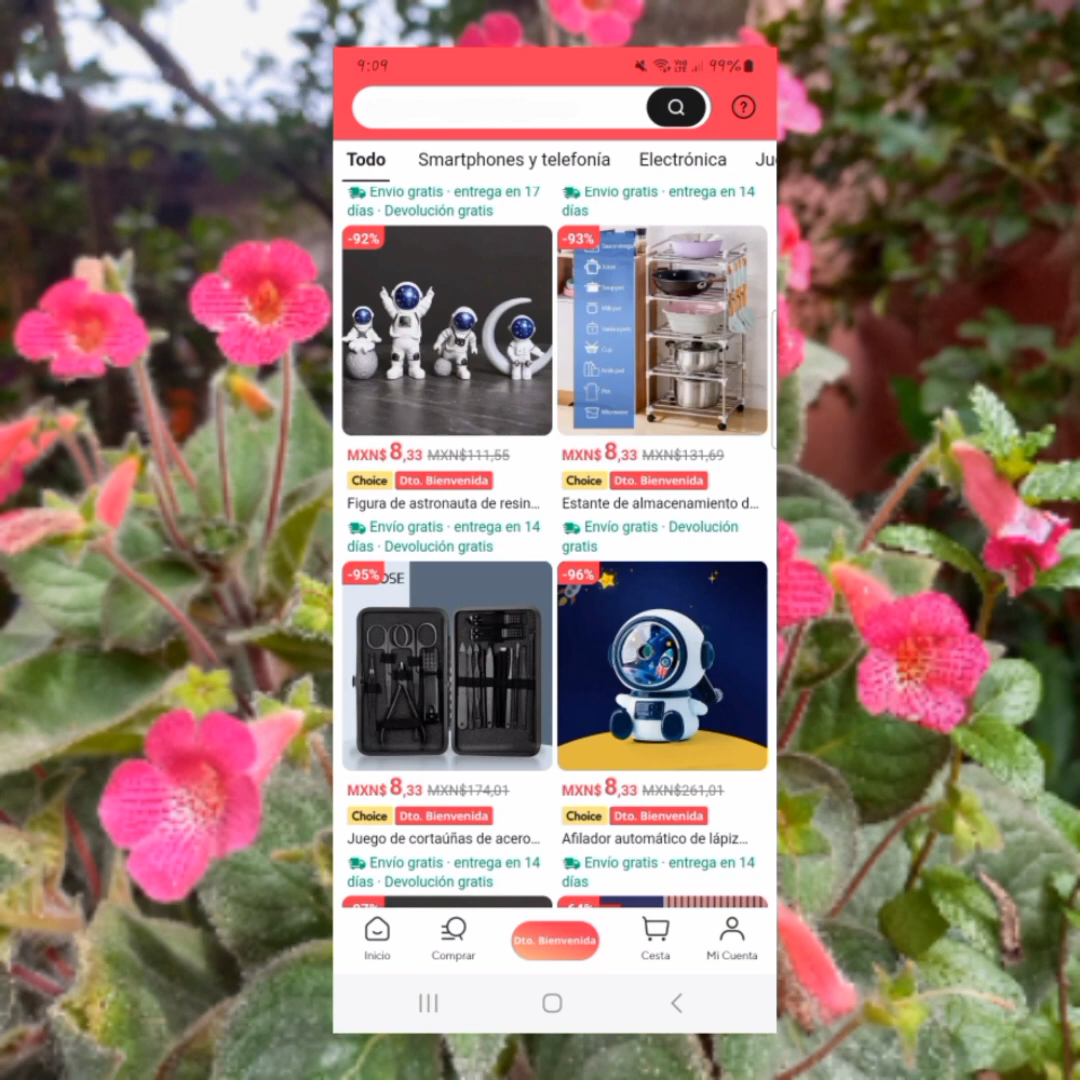 9:09
99%
Todo
Smartphones y telefonía
Electrónica
Ju
Envio gratis · entrega en 17
días · Devolución gratis
Envio gratis · entrega en 14
días
-92%
-93%
MXN$8,33 MXN$111,55
Choice Dto. Bienvenida
Figura de astronauta de resin...
Envío gratis · entrega en 14
días · Devolución gratis
MXN$8,33 MXN$131,69
Choice Dto. Bienvenida
Estante de almacenamiento d...
Envío gratis · Devolución
gratis
-95%
OSE
-96%
MXN$8,33 MXN$174,01
Choice Dto. Bienvenida
Juego de cortaúñas de acero...
Envío gratis · entrega en 14
días · Devolución gratis
MXN$8,33 MXN$261,01
Choice Dto. Bienvenida
Afilador automático de lápiz...
Envío gratis · entrega en 14
días
Inicio
Comprar
Dto. Bienvenida
Cesta
Mi Cuenta